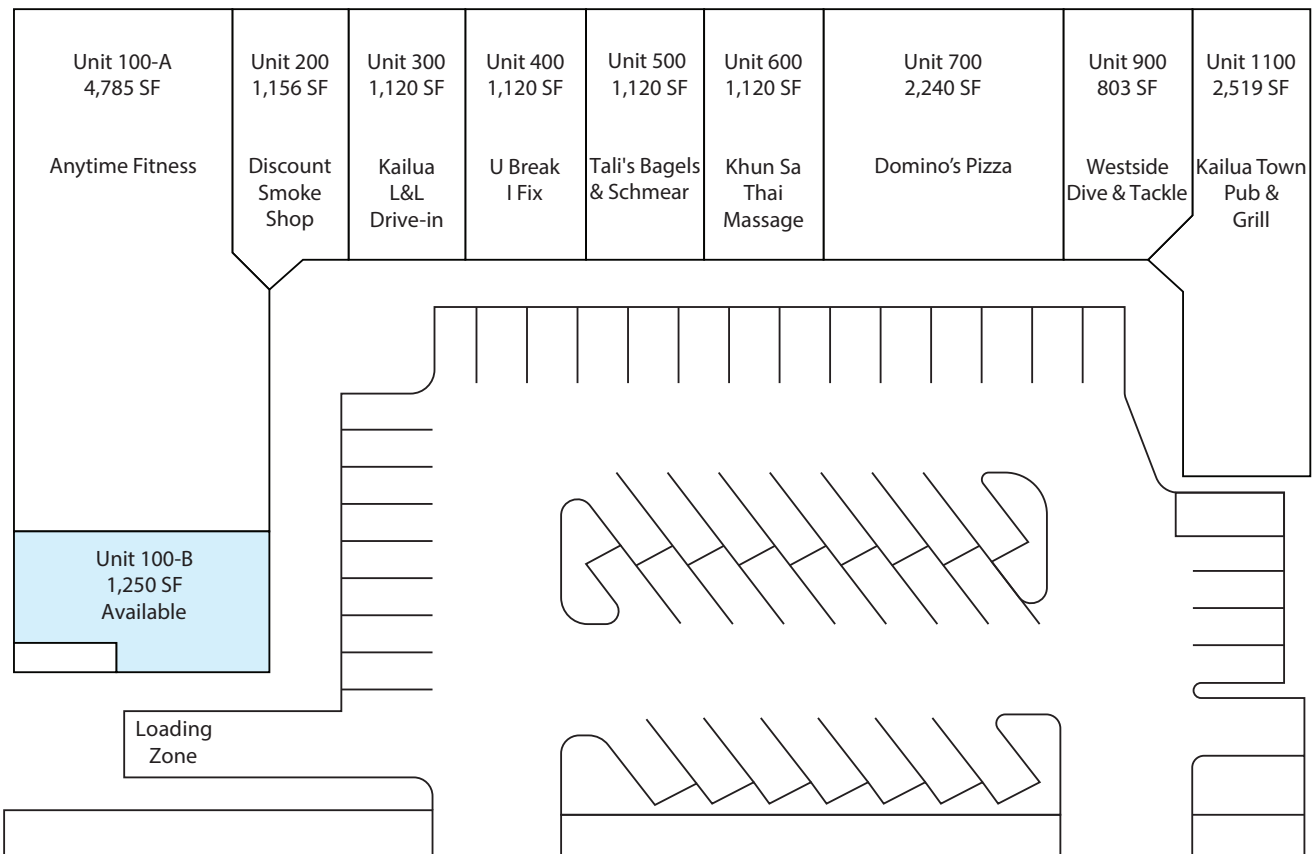 Unit 100-A
4,785 SF
Anytime Fitness
Unit 200
1,156 SF
Discount
Smoke
Shop
Unit 300
1,120 SF
Kailua
L&L
Drive-in
Unit 400
1,120 SF
U Break
I Fix
Unit 500
1,120 SF
Tali's Bagels
& Schmear
Unit 600
1,120 SF
Khun Sa
Thai
Massage
Unit 700
2,240 SF
Domino’s Pizza
Unit 900
803 SF
Westside
Dive & Tackle
Unit 1100
2,519 SF
Kailua Town
Pub &
Grill
Unit 100-B
1,250 SF
Available
Loading
Zone